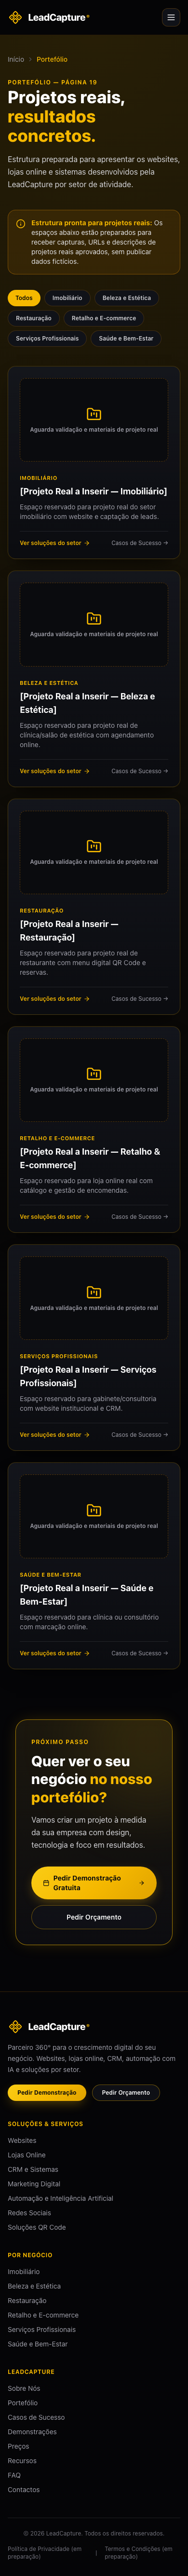 LeadCapture°
Início > Portefólio
PORTEFÓLIO — PÁGINA 19
Projetos reais,
resultados
concretos.
Estrutura preparada para apresentar os websites,
lojas online e sistemas desenvolvidos pela
LeadCapture por setor de atividade.
Estrutura pronta para projetos reais: Os
espaços abaixo estão preparados para
receber capturas, URLs e descrições de
projetos reais aprovados, sem publicar
dados fictícios.
Todos
Imobiliário
Beleza e Estética
Restauração
Retalho e E-commerce
Serviços Profissionais
Saúde e Bem-Estar
Aguarda validação e materiais de projeto real
IMOBILIÁRIO
[Projeto Real a Inserir — Imobiliário]
Espaço reservado para projeto real do setor
imobiliário com website e captação de leads.
Ver soluções do setor →
Casos de Sucesso →
Aguarda validação e materiais de projeto real
BELEZA E ESTÉTICA
[Projeto Real a Inserir — Beleza e
Estética]
Espaço reservado para projeto real de
clínica/salão de estética com agendamento
online.
Ver soluções do setor →
Casos de Sucesso →
Aguarda validação e materiais de projeto real
RESTAURAÇÃO
[Projeto Real a Inserir —
Restauração]
Espaço reservado para projeto real de
restaurante com menu digital QR Code e
reservas.
Ver soluções do setor →
Casos de Sucesso →
Aguarda validação e materiais de projeto real
RETALHO E E-COMMERCE
[Projeto Real a Inserir — Retalho &
E-commerce]
Espaço reservado para loja online real com
catálogo e gestão de encomendas.
Ver soluções do setor →
Casos de Sucesso →
Aguarda validação e materiais de projeto real
SERVIÇOS PROFISSIONAIS
[Projeto Real a Inserir — Serviços
Profissionais]
Espaço reservado para gabinete/consultoria
com website institucional e CRM.
Ver soluções do setor →
Casos de Sucesso →
Aguarda validação e materiais de projeto real
SAÚDE E BEM-ESTAR
[Projeto Real a Inserir — Saúde e
Bem-Estar]
Espaço reservado para clínica ou consultório
com marcação online.
Ver soluções do setor →
Casos de Sucesso →
PRÓXIMO PASSO
Quer ver o seu
negócio no nosso
portefólio?
Vamos criar um projeto à medida
da sua empresa com design,
tecnologia e foco em resultados.
Pedir Demonstração
Gratuita →
Pedir Orçamento
LeadCapture°
Parceiro 360° para o crescimento digital do seu
negócio. Websites, lojas online, CRM, automação com
IA e soluções por setor.
Pedir Demonstração
Pedir Orçamento
SOLUÇÕES & SERVIÇOS
Websites
Lojas Online
CRM e Sistemas
Marketing Digital
Automação e Inteligência Artificial
Redes Sociais
Soluções QR Code
POR NEGÓCIO
Imobiliário
Beleza e Estética
Restauração
Retalho e E-commerce
Serviços Profissionais
Saúde e Bem-Estar
LEADCAPTURE
Sobre Nós
Portefólio
Casos de Sucesso
Demonstrações
Preços
Recursos
FAQ
Contactos
© 2026 LeadCapture. Todos os direitos reservados.
Política de Privacidade (em
preparação)
|
Termos e Condições (em
preparação)